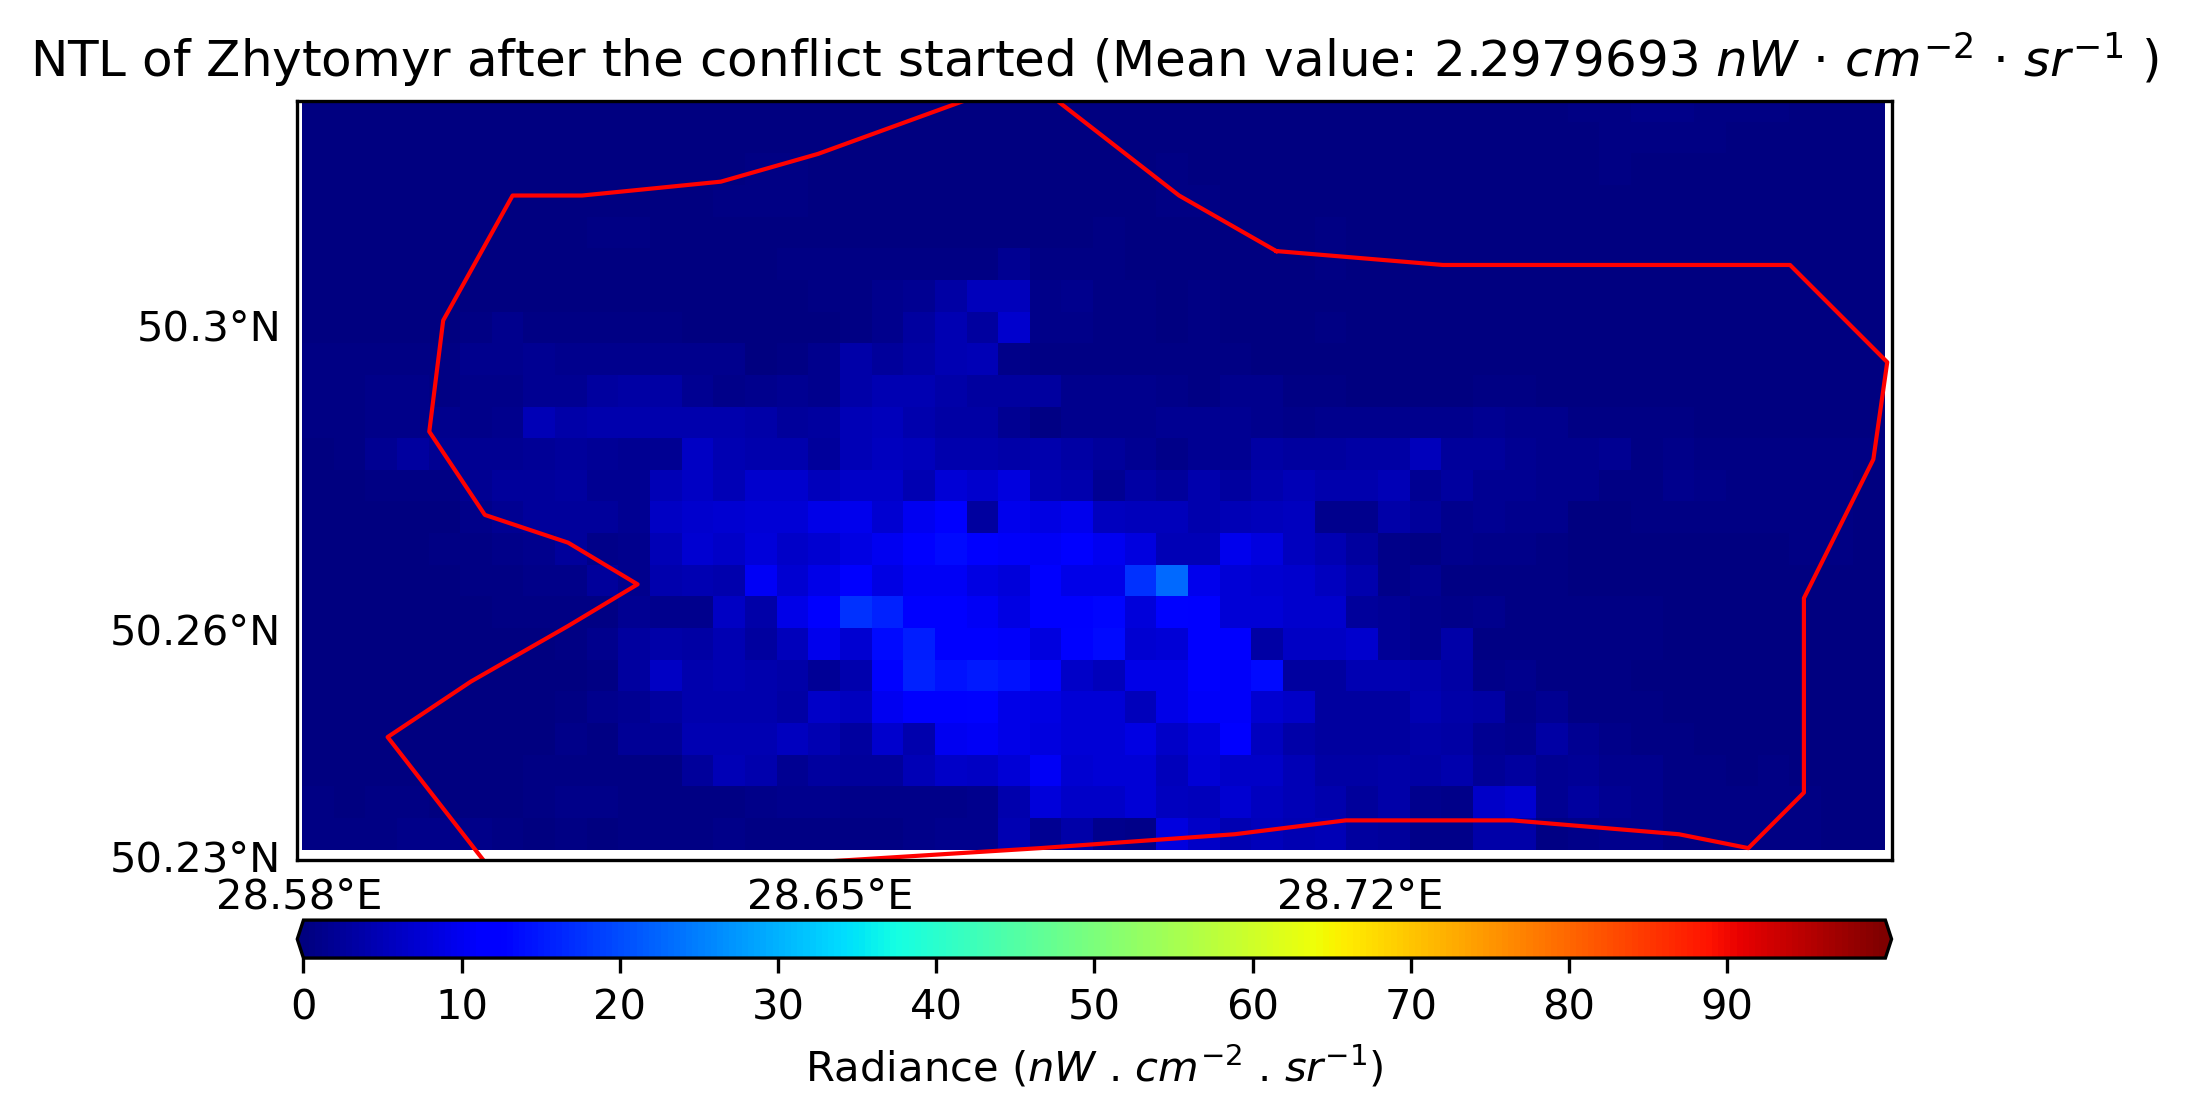 NTL of Zhytomyr after the conflict started (Mean value: 2.2979693 nW · cm⁻² · sr⁻¹ )
50.3°N
50.26°N
50.23°N
28.58°E 28.65°E 28.72°E
0 10 20 30 40 50 60 70 80 90
Radiance (nW . cm⁻² . sr⁻¹)